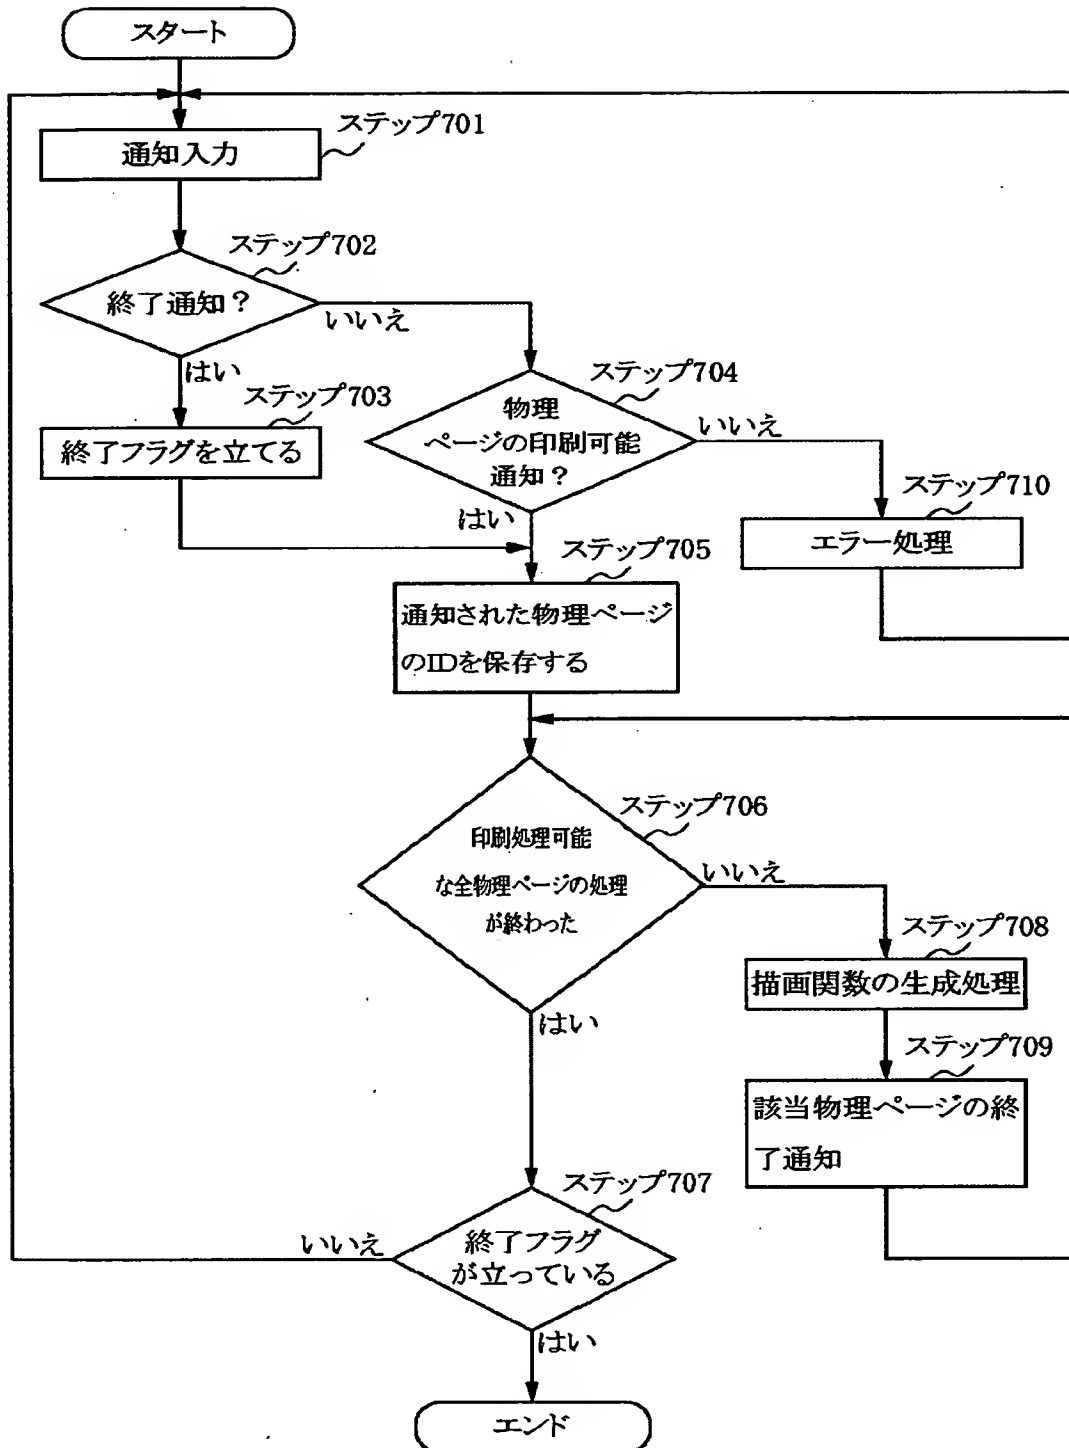 スタート
ステップ701
通知入力
ステップ702
終了通知？
いいえ
はい
ステップ703
終了フラグを立てる
ステップ704
物理
ページの印刷可能
通知？
いいえ
はい
ステップ710
エラー処理
ステップ705
通知された物理ページ
のIDを保存する
ステップ706
印刷処理可能
な全物理ページの処理
が終わった
いいえ
はい
ステップ708
描画関数の生成処理
ステップ709
該当物理ページの終
了通知
ステップ707
終了フラグ
が立っている
いいえ
はい
エンド